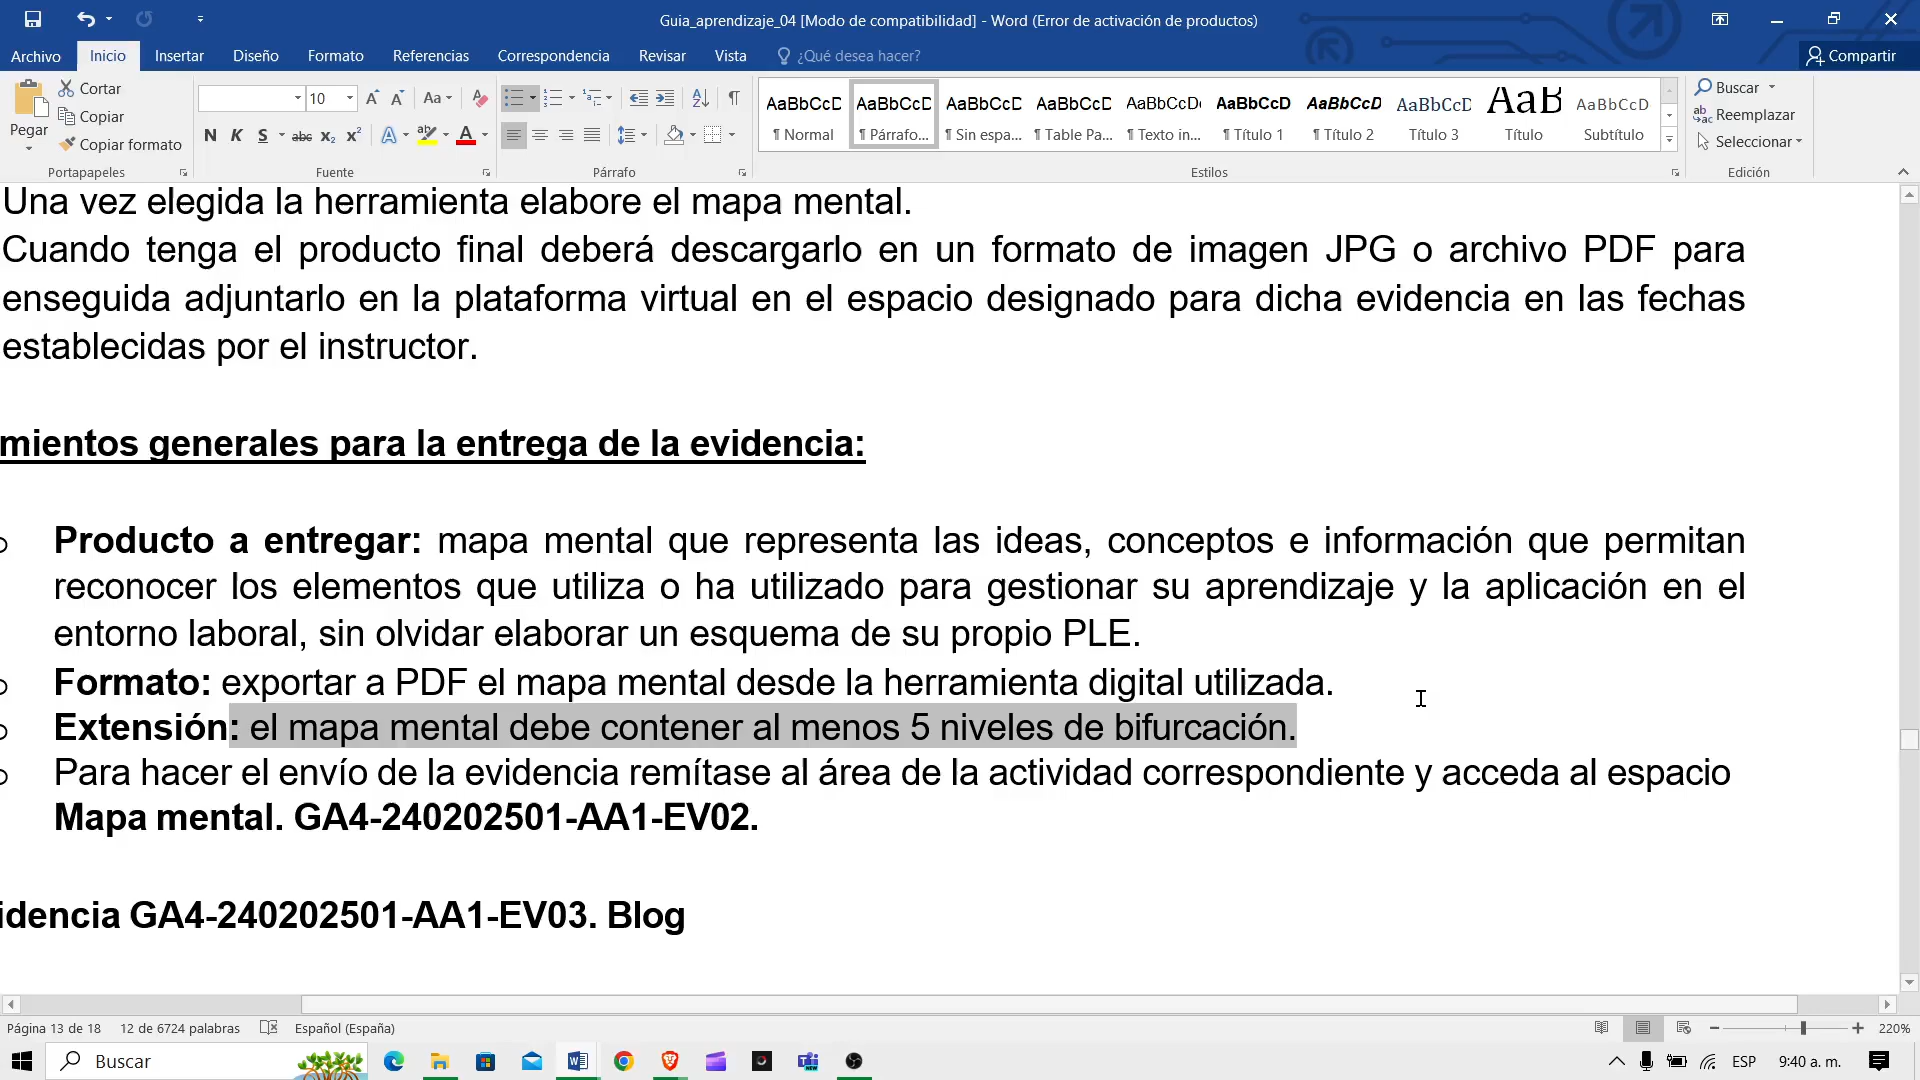 Guia_aprendizaje_04 [Modo de compatibilidad] - Word (Error de activación de productos)
Archivo Inicio Insertar Diseño Formato Referencias Correspondencia Revisar Vista ¿Qué desea hacer? Compartir
Pegar
Cortar
Copiar
Copiar formato
Portapapeles
10
Aa
N K S abc x₂ x² A A
Fuente
Párrafo
AaBbCcD AaBbCcD AaBbCcD AaBbCcD AaBbCcD AaBbCcD AaBbCcD AaBbCcD AaB AaBbCcD
¶ Normal ¶ Párrafo... ¶ Sin espa... ¶ Table Pa... ¶ Texto in... ¶ Título 1 ¶ Título 2 Título 3 Título Subtítulo
Estilos
Buscar
Reemplazar
Seleccionar
Edición
Una vez elegida la herramienta elabore el mapa mental.
Cuando tenga el producto final deberá descargarlo en un formato de imagen JPG o archivo PDF para
enseguida adjuntarlo en la plataforma virtual en el espacio designado para dicha evidencia en las fechas
establecidas por el instructor.
mientos generales para la entrega de la evidencia:
Producto a entregar: mapa mental que representa las ideas, conceptos e información que permitan
reconocer los elementos que utiliza o ha utilizado para gestionar su aprendizaje y la aplicación en el
entorno laboral, sin olvidar elaborar un esquema de su propio PLE.
Formato: exportar a PDF el mapa mental desde la herramienta digital utilizada.
Extensión: el mapa mental debe contener al menos 5 niveles de bifurcación.
Para hacer el envío de la evidencia remítase al área de la actividad correspondiente y acceda al espacio
Mapa mental. GA4-240202501-AA1-EV02.
idencia GA4-240202501-AA1-EV03. Blog
Página 13 de 18 12 de 6724 palabras Español (España) 220%
Buscar ESP 9:40 a. m.